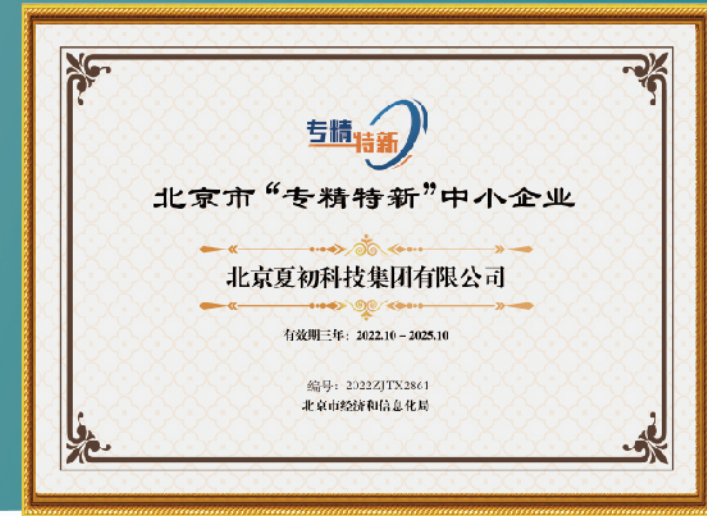 专精特新
北京市“专精特新”中小企业
北京夏初科技集团有限公司
有效期三年：2022.10－2025.10
编号：2022ZJTX2861
北京市经济和信息化局